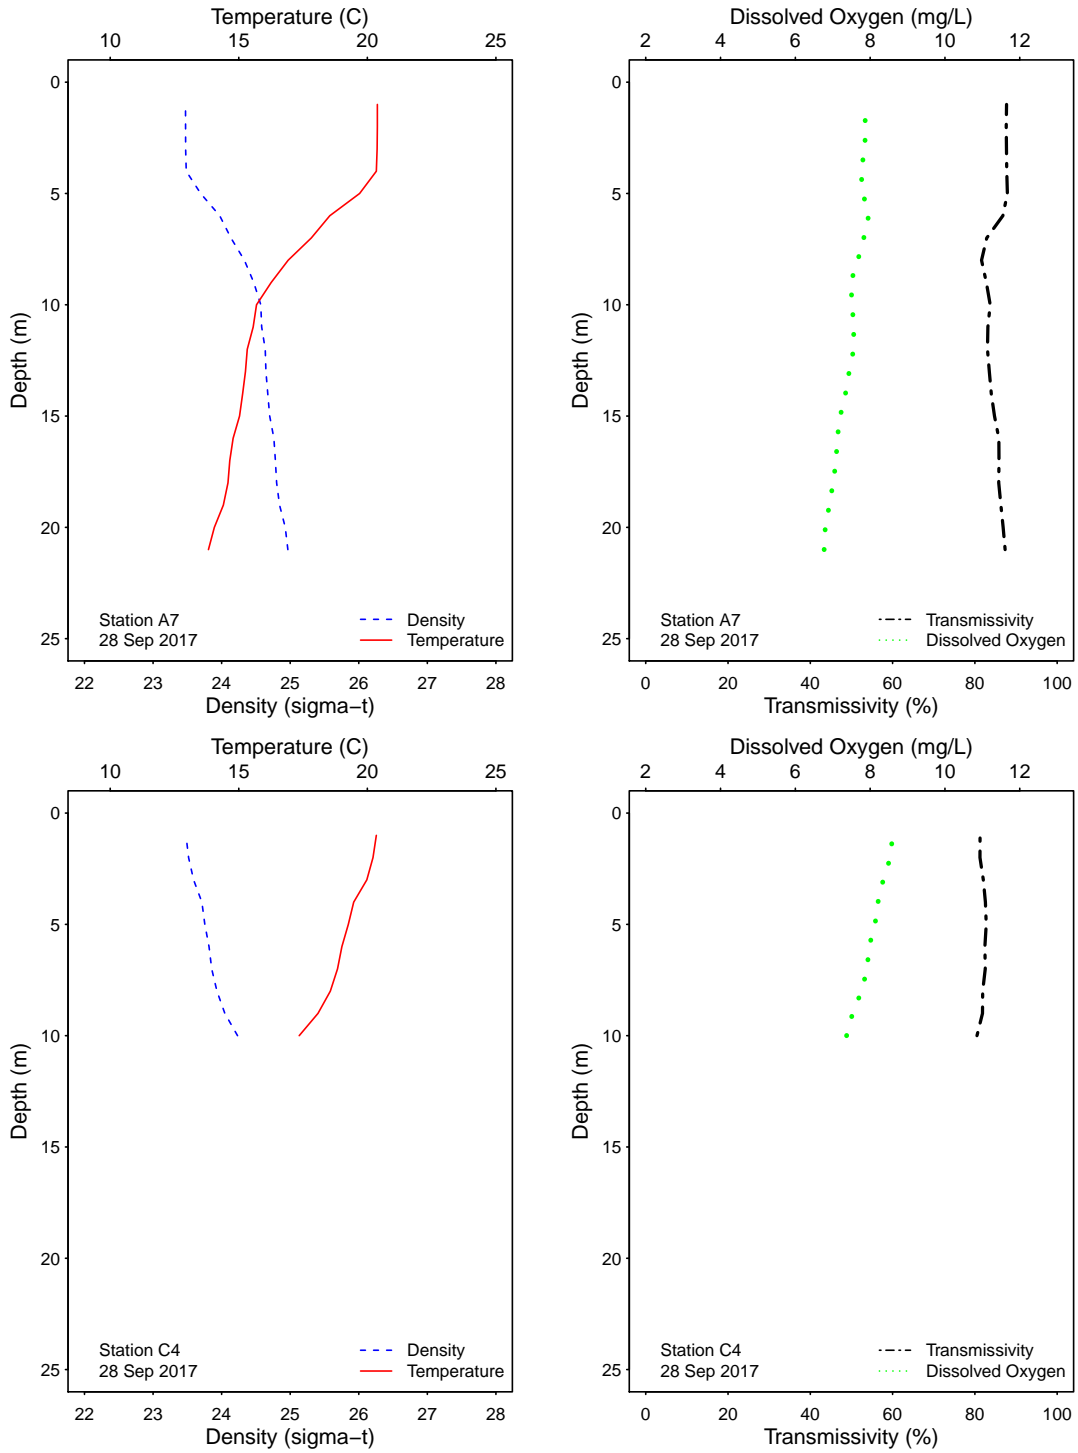 Temperature (C)
10 15 20 25
0
5
10
15
20
25
Depth (m)
Station A7
28 Sep 2017
Density
Temperature
22 23 24 25 26 27 28
Density (sigma−t)
Dissolved Oxygen (mg/L)
2 4 6 8 10 12
0
5
10
15
20
25
Depth (m)
Station A7
28 Sep 2017
Transmissivity
Dissolved Oxygen
0 20 40 60 80 100
Transmissivity (%)
Temperature (C)
10 15 20 25
0
5
10
15
20
25
Depth (m)
Station C4
28 Sep 2017
Density
Temperature
22 23 24 25 26 27 28
Density (sigma−t)
Dissolved Oxygen (mg/L)
2 4 6 8 10 12
0
5
10
15
20
25
Depth (m)
Station C4
28 Sep 2017
Transmissivity
Dissolved Oxygen
0 20 40 60 80 100
Transmissivity (%)